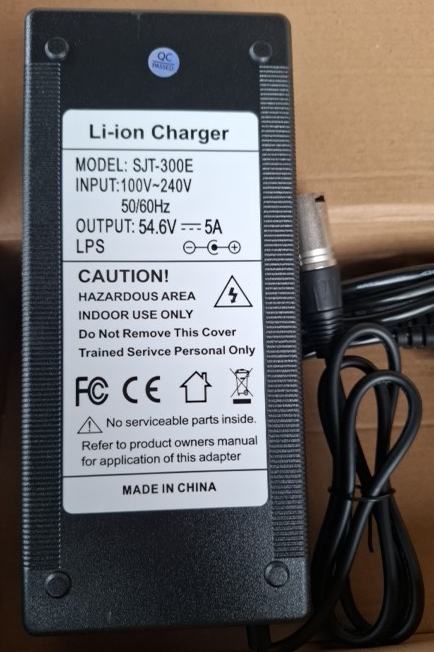 QC
PASSED
Li-ion Charger
MODEL: SJT-300E
INPUT:100V~240V
50/60Hz
OUTPUT: 54.6V⎓5A
LPS
CAUTION!
HAZARDOUS AREA
INDOOR USE ONLY
Do Not Remove This Cover
Trained Serivce Personal Only
FC CE
No serviceable parts inside.
Refer to product owners manual
for application of this adapter
MADE IN CHINA